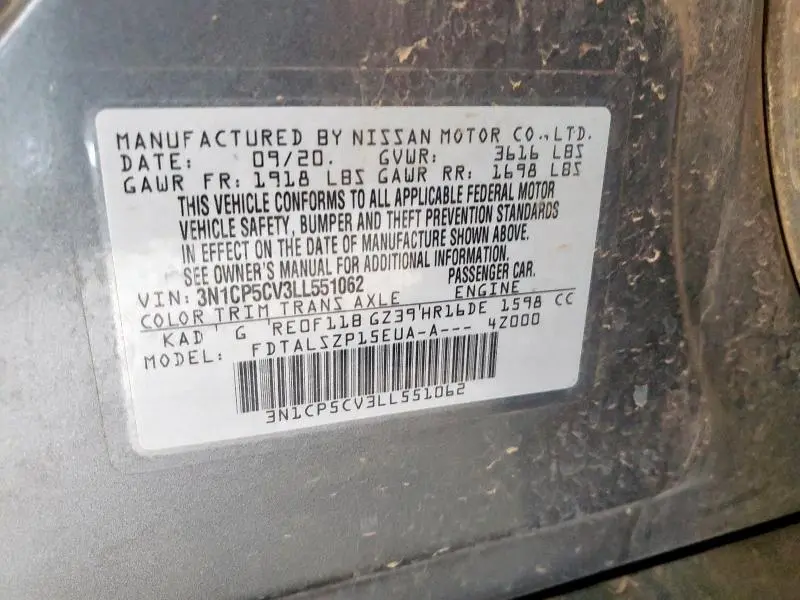 MANUFACTURED BY NISSAN MOTOR CO.,LTD.
DATE: 09/20. GVWR: 3616 LBS
GAWR FR: 1918 LBS GAWR RR: 1698 LBS
THIS VEHICLE CONFORMS TO ALL APPLICABLE FEDERAL MOTOR
VEHICLE SAFETY, BUMPER AND THEFT PREVENTION STANDARDS
IN EFFECT ON THE DATE OF MANUFACTURE SHOWN ABOVE.
SEE OWNER'S MANUAL FOR ADDITIONAL INFORMATION.
VIN: 3N1CP5CV3LL551062 PASSENGER CAR.
COLOR TRIM TRANS AXLE ENGINE
KAD G RE0F11B GZ39 HR16DE 1598 CC
MODEL: FDTALSZP15EUA-A--- 4Z000
3N1CP5CV3LL551062